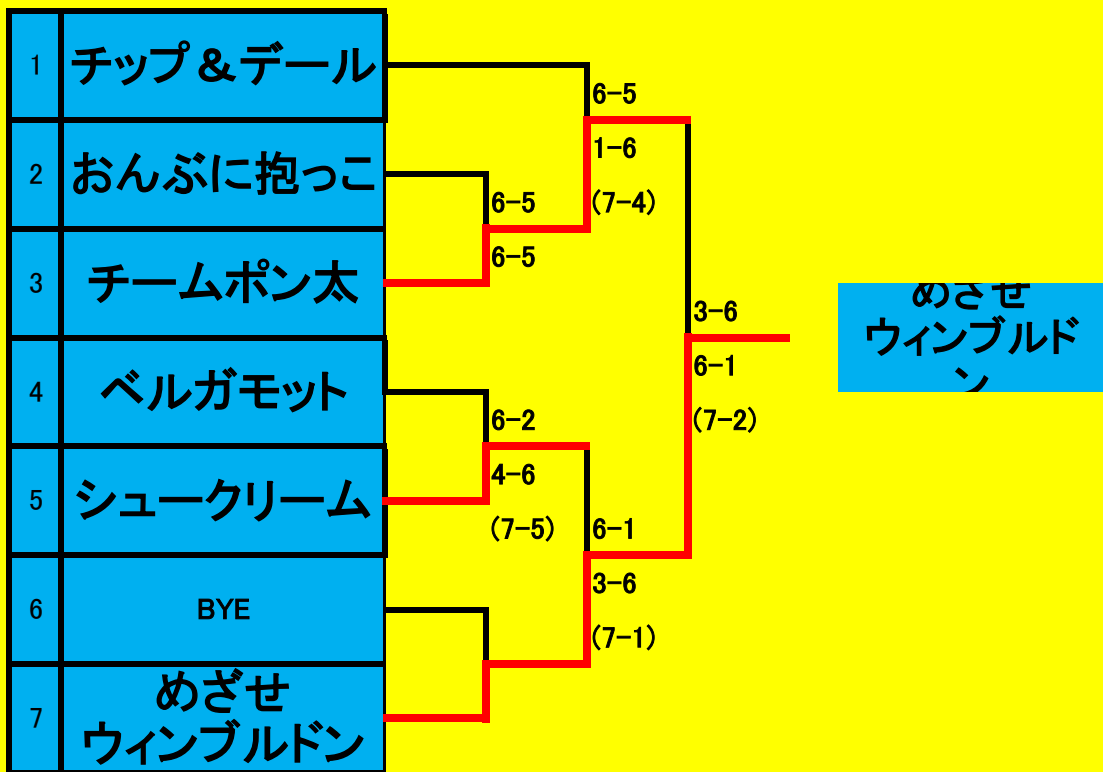 1 チップ&デール
6-5
2 おんぶに抱っこ
1-6
6-5
(7-4)
3 チームポン太
6-5
めざせ
ウィンブルド
ン
3-6
6-1
4 ベルガモット
6-2
(7-2)
5 シュークリーム
4-6
(7-5)
6-1
6 BYE
3-6
(7-1)
7 めざせ
ウィンブルドン